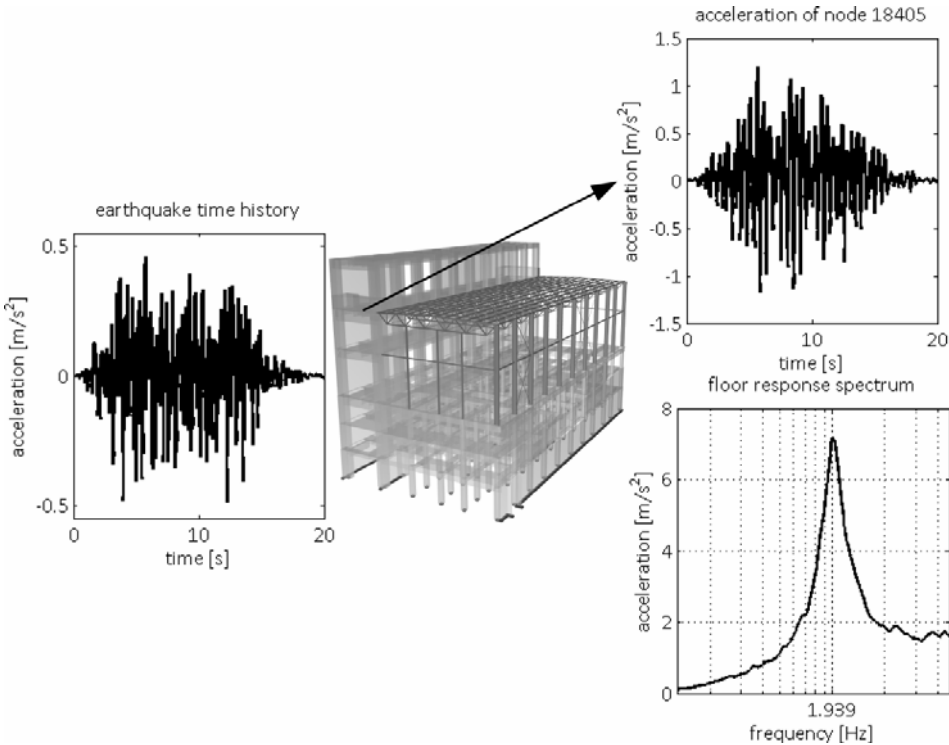 acceleration of node 18405
1.5
1
0.5
0
-0.5
-1
-1.5
acceleration [m/s²]
0
10
20
time [s]
earthquake time history
0.5
0
-0.5
acceleration [m/s²]
0
10
20
time [s]
floor response spectrum
8
6
4
2
0
acceleration [m/s²]
1.939
frequency [Hz]